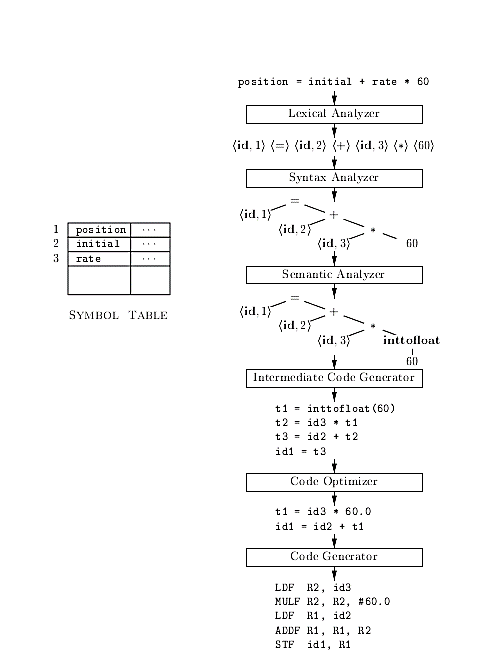 position = initial + rate * 60
Lexical Analyzer
⟨id, 1⟩ ⟨=⟩ ⟨id, 2⟩ ⟨+⟩ ⟨id, 3⟩ ⟨*⟩ ⟨60⟩
Syntax Analyzer
=
⟨id, 1⟩ +
⟨id, 2⟩ *
⟨id, 3⟩ 60
1 position ...
2 initial ...
3 rate ...
SYMBOL TABLE
Semantic Analyzer
=
⟨id, 1⟩ +
⟨id, 2⟩ *
⟨id, 3⟩ inttofloat
60
Intermediate Code Generator
t1 = inttofloat(60)
t2 = id3 * t1
t3 = id2 + t2
id1 = t3
Code Optimizer
t1 = id3 * 60.0
id1 = id2 + t1
Code Generator
LDF R2, id3
MULF R2, R2, #60.0
LDF R1, id2
ADDF R1, R1, R2
STF id1, R1